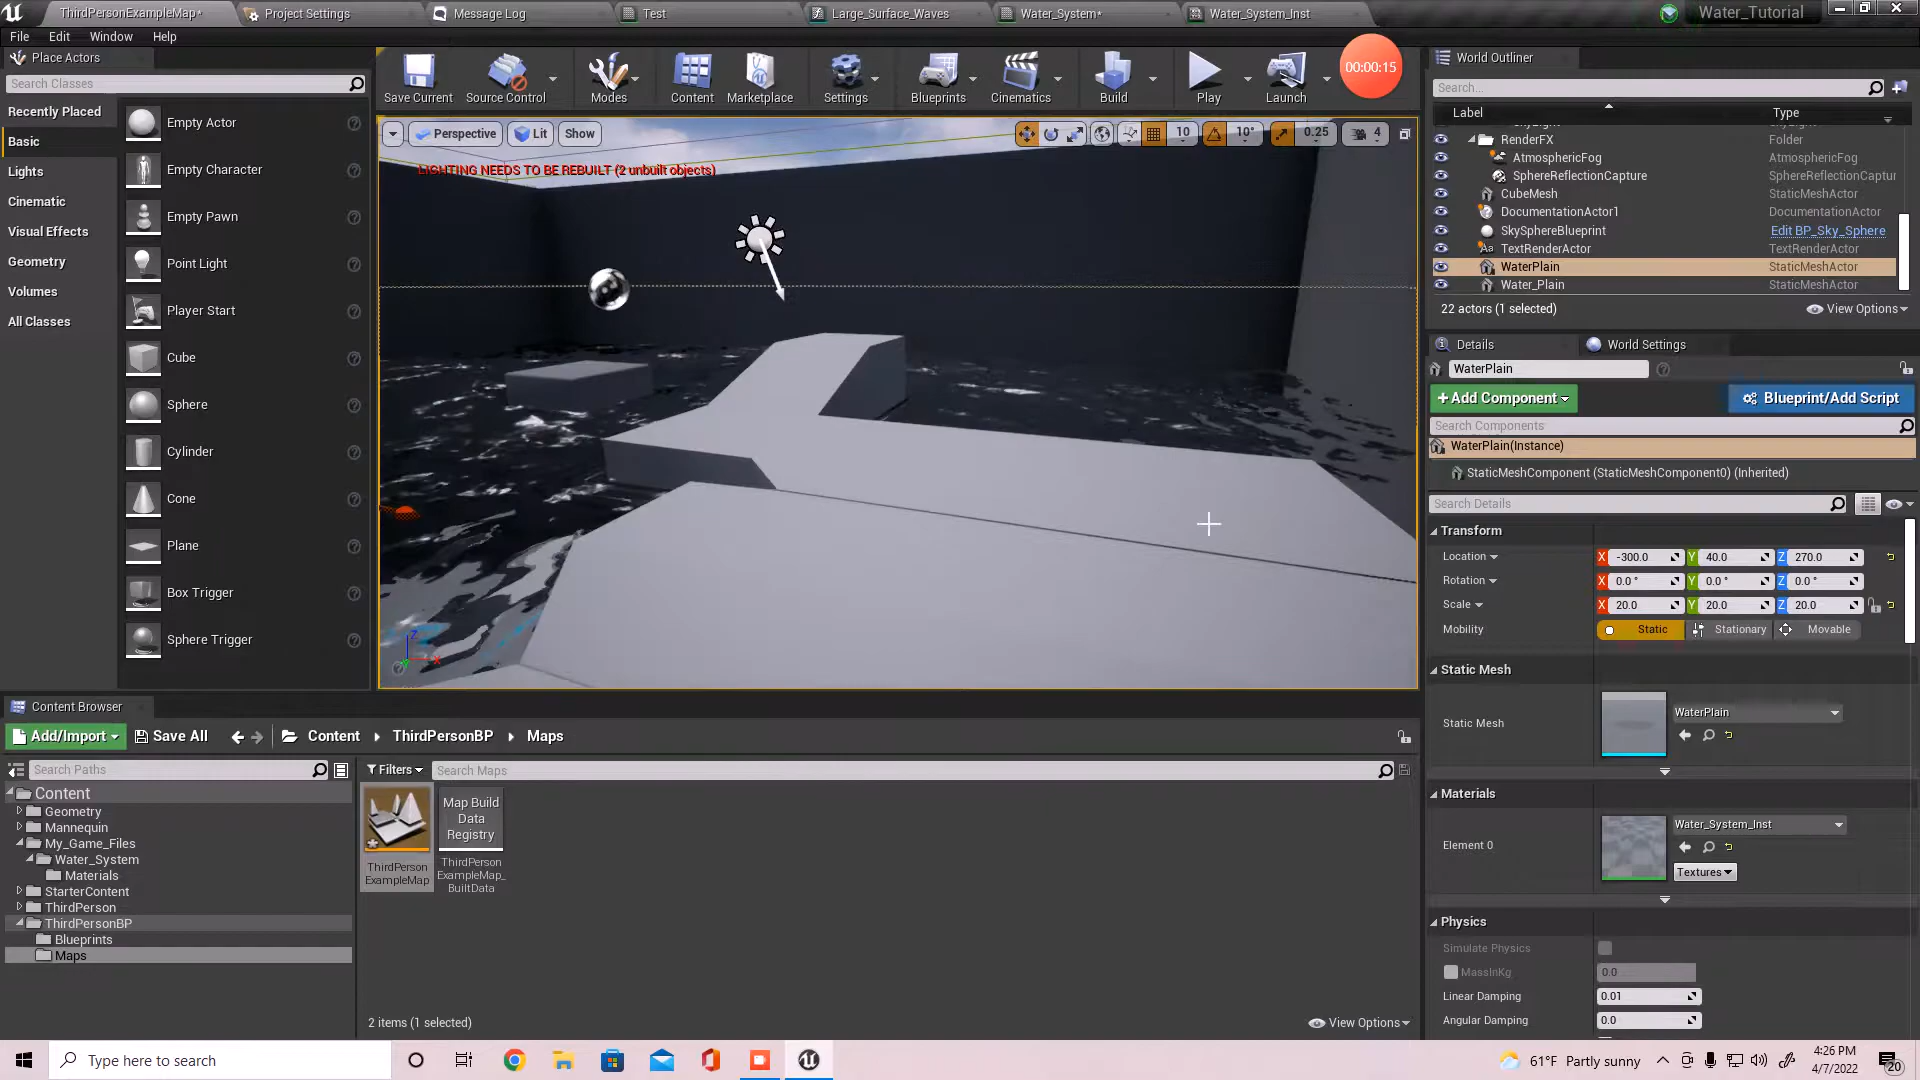 ThirdPersonExampleMap*
Project Settings
Message Log
Test
Large_Surface_Waves
Water_System*
Water_System_Inst
Water_Tutorial
File
Edit
Window
Help
Place Actors
Search Classes
Recently Placed
Basic
Lights
Cinematic
Visual Effects
Geometry
Volumes
All Classes
Empty Actor
Empty Character
Empty Pawn
Point Light
Player Start
Cube
Sphere
Cylinder
Cone
Plane
Box Trigger
Sphere Trigger
Save Current
Source Control
Modes
Content
Marketplace
Settings
Blueprints
Cinematics
Build
Play
Launch
00:00:15
Perspective
Lit
Show
10
10°
0.25
4
LIGHTING NEEDS TO BE REBUILT (2 unbuilt objects)
Z
X
World Outliner
Search...
Label
Type
RenderFX
Folder
AtmosphericFog
AtmosphericFog
SphereReflectionCapture
SphereReflectionCaptur
CubeMesh
StaticMeshActor
DocumentationActor1
DocumentationActor
SkySphereBlueprint
Edit BP_Sky_Sphere
TextRenderActor
TextRenderActor
WaterPlain
StaticMeshActor
Water_Plain
StaticMeshActor
22 actors (1 selected)
View Options
Details
World Settings
WaterPlain
+Add Component
Blueprint/Add Script
Search Components
WaterPlain(Instance)
StaticMeshComponent (StaticMeshComponent0) (Inherited)
Search Details
Transform
Location
X -300.0 Y 40.0 Z 270.0
Rotation
X 0.0 ° Y 0.0 ° Z 0.0 °
Scale
X 20.0 Y 20.0 Z 20.0
Mobility
Static
Stationary
Movable
Static Mesh
Static Mesh
WaterPlain
Materials
Element 0
Water_System_Inst
Textures
Physics
Simulate Physics
MassInKg
0.0
Linear Damping
0.01
Angular Damping
0.0
Content Browser
Add/Import
Save All
Content
ThirdPersonBP
Maps
Search Paths
Filters
Search Maps
Content
Geometry
Mannequin
My_Game_Files
Water_System
Materials
StarterContent
ThirdPerson
ThirdPersonBP
Blueprints
Maps
ThirdPerson
ExampleMap
Map Build
Data
Registry
ThirdPerson
ExampleMap_
BuiltData
2 items (1 selected)
View Options
Type here to search
61°F Partly sunny
4:26 PM
4/7/2022
20